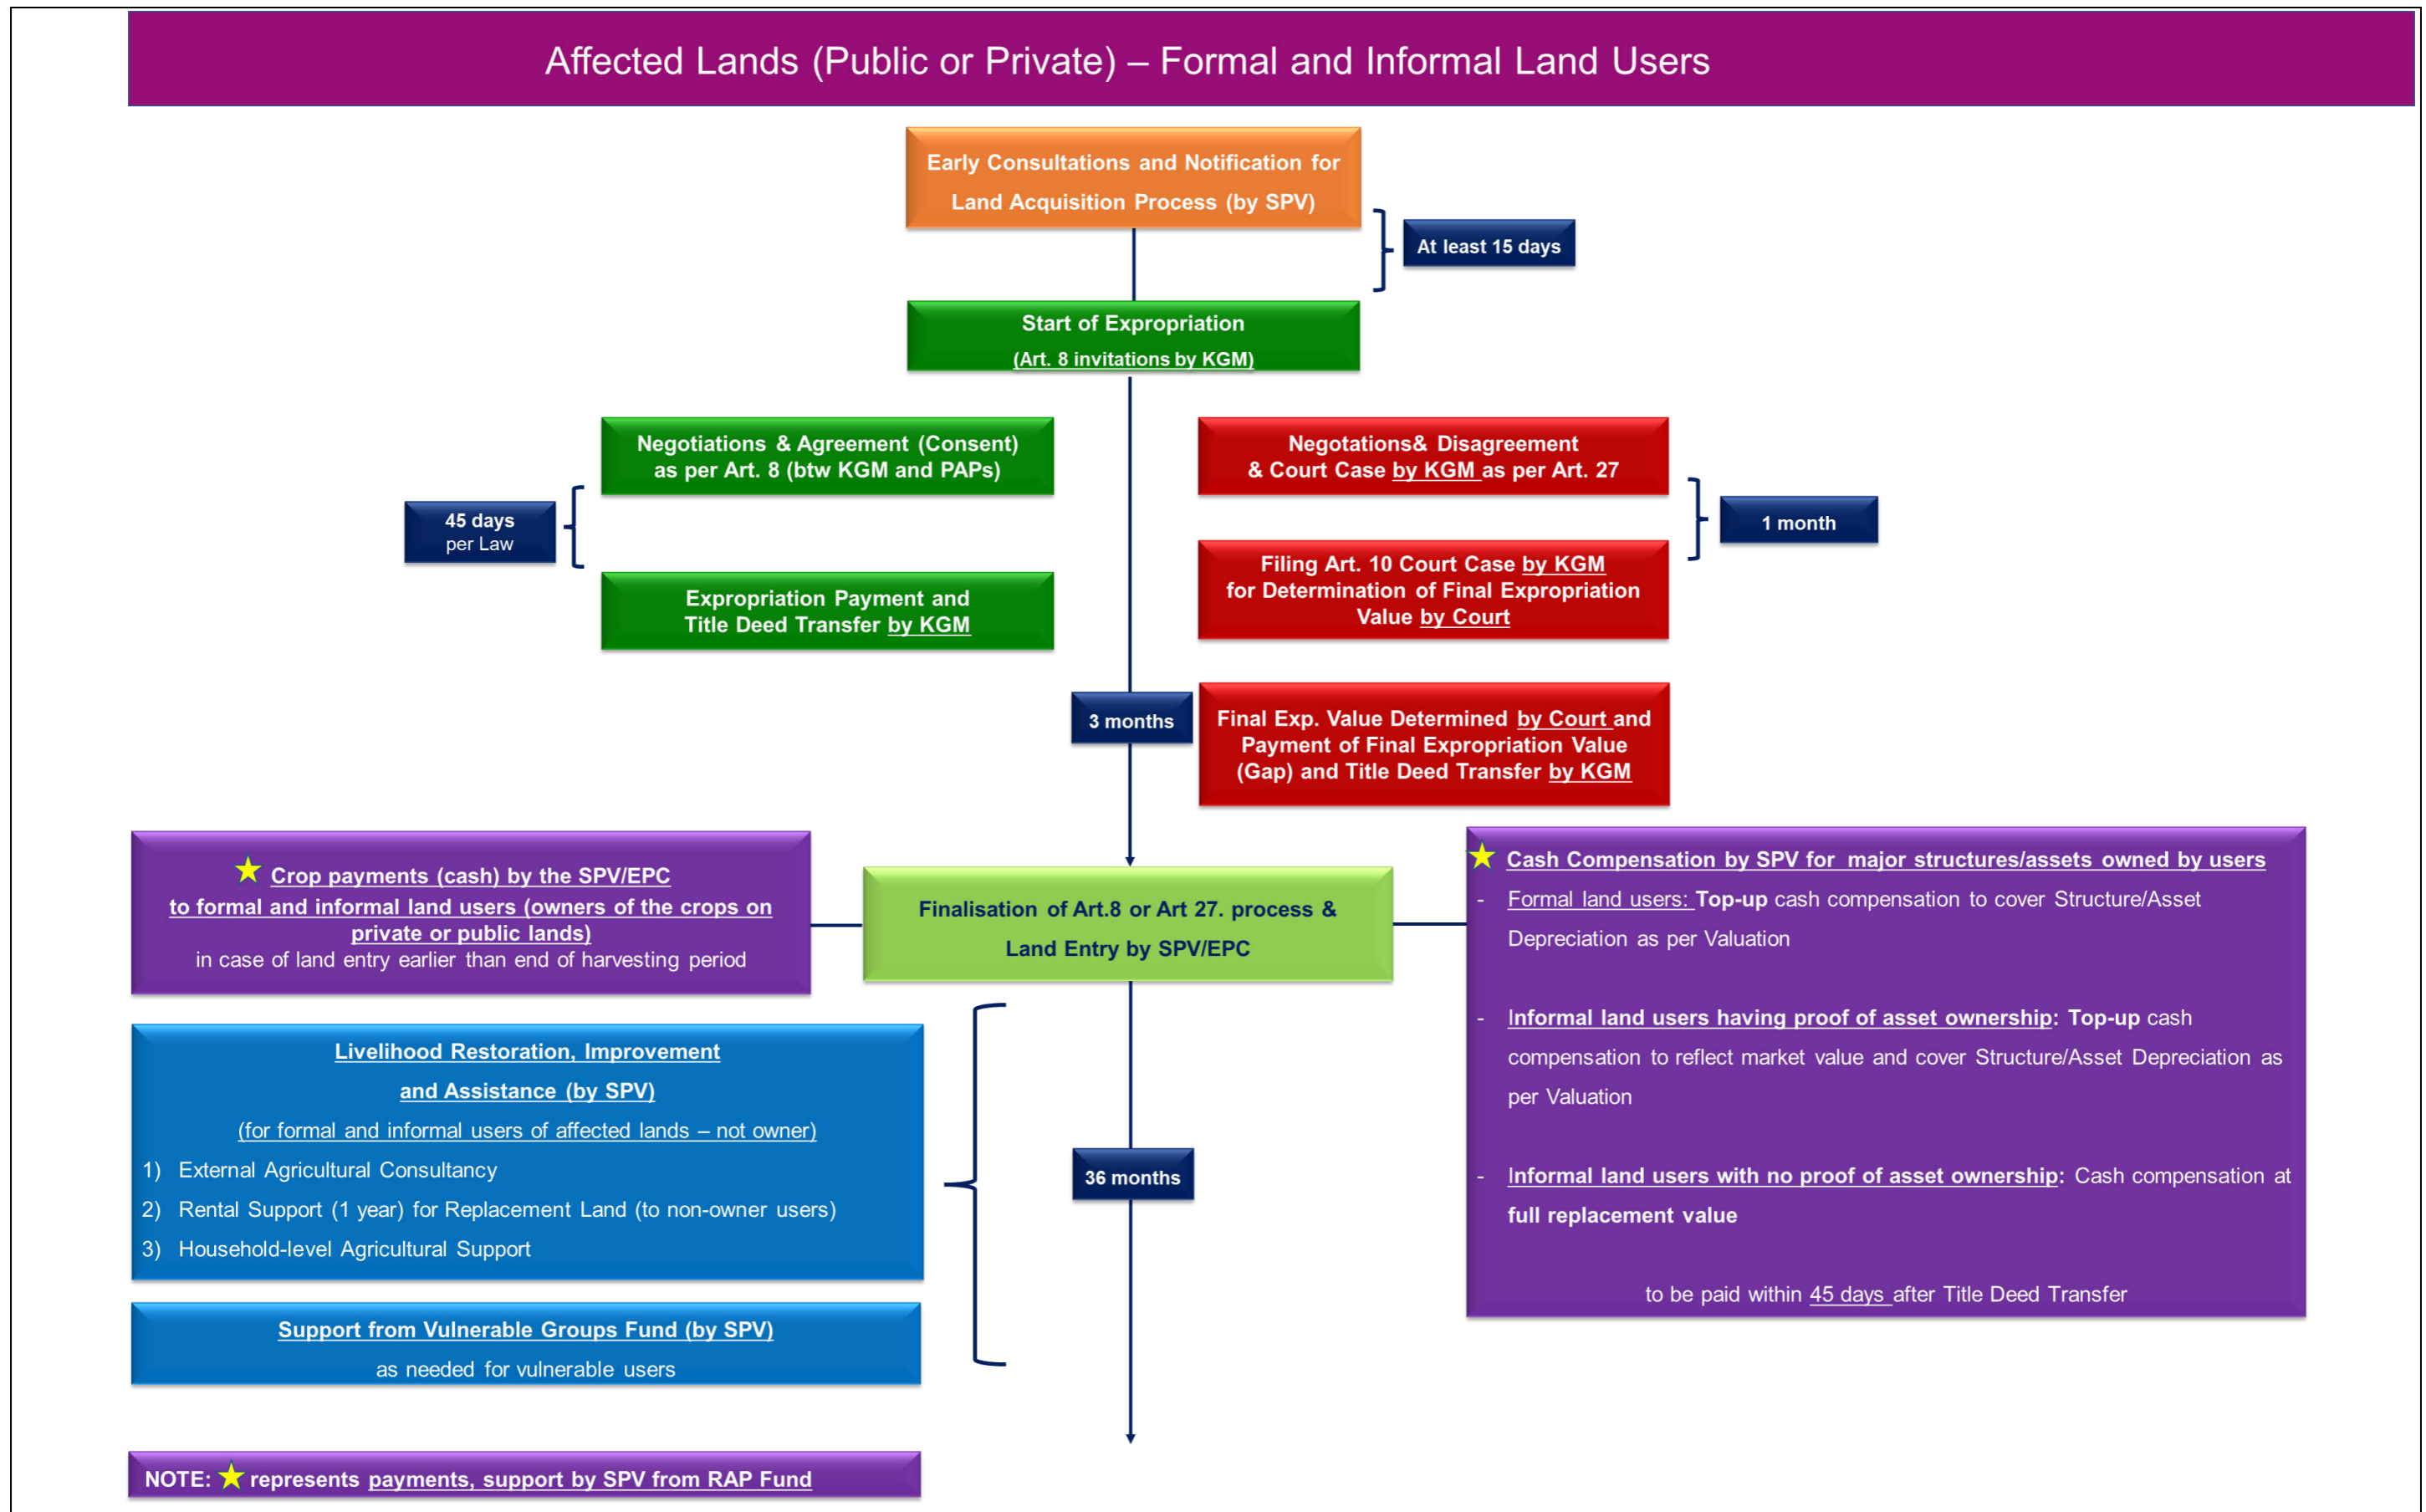 Affected Lands (Public or Private) – Formal and Informal Land Users
Early Consultations and Notification for
Land Acquisition Process (by SPV)
At least 15 days
Start of Expropriation
(Art. 8 invitations by KGM)
Negotiations & Agreement (Consent)
as per Art. 8 (btw KGM and PAPs)
45 days
per Law
Expropriation Payment and
Title Deed Transfer by KGM
Negotations& Disagreement
& Court Case by KGM as per Art. 27
1 month
Filing Art. 10 Court Case by KGM
for Determination of Final Expropriation
Value by Court
3 months
Final Exp. Value Determined by Court and
Payment of Final Expropriation Value
(Gap) and Title Deed Transfer by KGM
Crop payments (cash) by the SPV/EPC
to formal and informal land users (owners of the crops on
private or public lands)
in case of land entry earlier than end of harvesting period
Finalisation of Art.8 or Art 27. process &
Land Entry by SPV/EPC
Cash Compensation by SPV for major structures/assets owned by users
- Formal land users: Top-up cash compensation to cover Structure/Asset
Depreciation as per Valuation
- Informal land users having proof of asset ownership: Top-up cash
compensation to reflect market value and cover Structure/Asset Depreciation as
per Valuation
- Informal land users with no proof of asset ownership: Cash compensation at
full replacement value
to be paid within 45 days after Title Deed Transfer
Livelihood Restoration, Improvement
and Assistance (by SPV)
(for formal and informal users of affected lands – not owner)
1) External Agricultural Consultancy
2) Rental Support (1 year) for Replacement Land (to non-owner users)
3) Household-level Agricultural Support
36 months
Support from Vulnerable Groups Fund (by SPV)
as needed for vulnerable users
NOTE: represents payments, support by SPV from RAP Fund